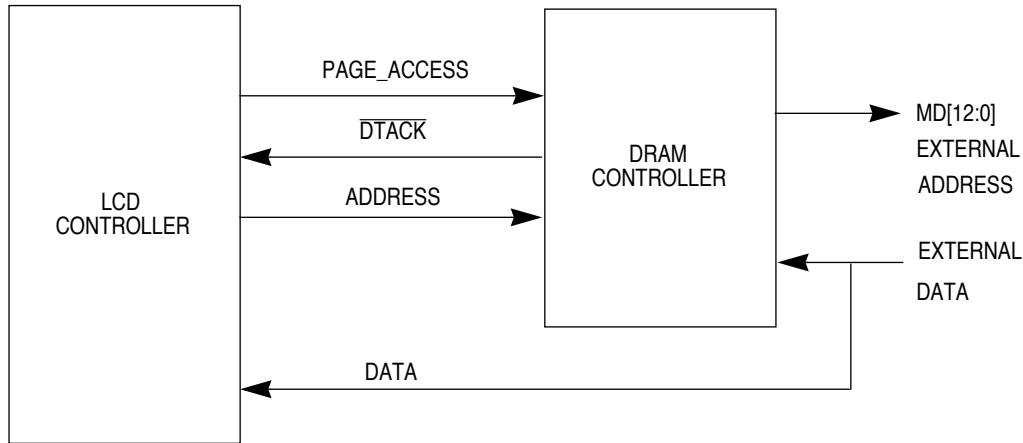 PAGE_ACCESS
DTACK
ADDRESS
LCD
CONTROLLER
DRAM
CONTROLLER
MD[12:0]
EXTERNAL
ADDRESS
EXTERNAL
DATA
DATA